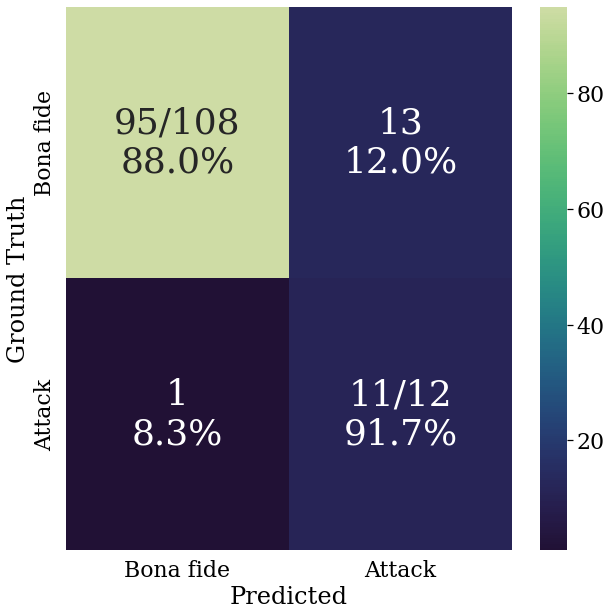 Ground Truth
Bona fide
95/108
88.0%
13
12.0%
Attack
1
8.3%
11/12
91.7%
Bona fide
Attack
Predicted
80
60
40
20